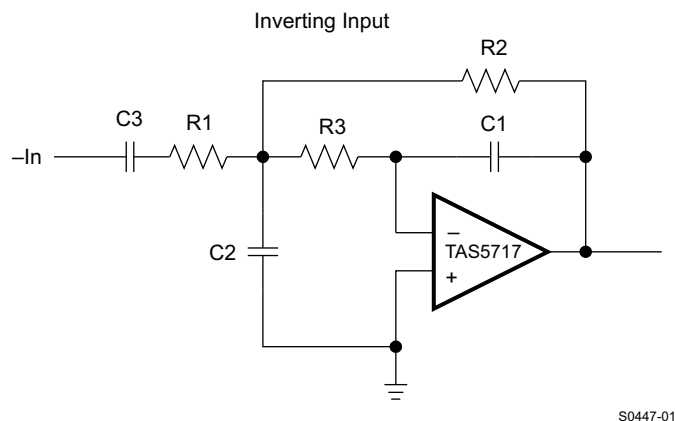 Inverting Input
R2
C3
R1
R3
C1
–In
C2
–
TAS5717
+
S0447-01